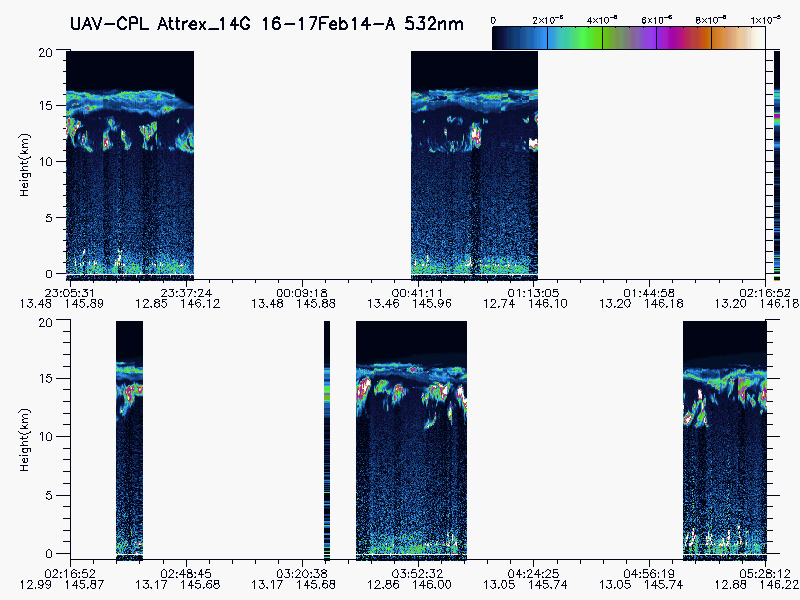 UAV-CPL Attrex_14G 16-17Feb14-A 532nm
0 2×10⁻⁶ 4×10⁻⁶ 6×10⁻⁶ 8×10⁻⁶ 1×10⁻⁵
20
15
10
5
0
Height(km)
23:05:31 23:37:24 00:09:18 00:41:11 01:13:05 01:44:58 02:16:52
13.48 145.89 12.85 146.12 13.48 145.88 13.46 145.96 12.74 146.10 13.20 146.18 13.20 146.18
20
15
10
5
0
Height(km)
02:16:52 02:48:45 03:20:38 03:52:32 04:24:25 04:56:19 05:28:12
12.99 145.87 13.17 145.68 13.17 145.68 12.86 146.00 13.05 145.74 13.05 145.74 12.88 146.22